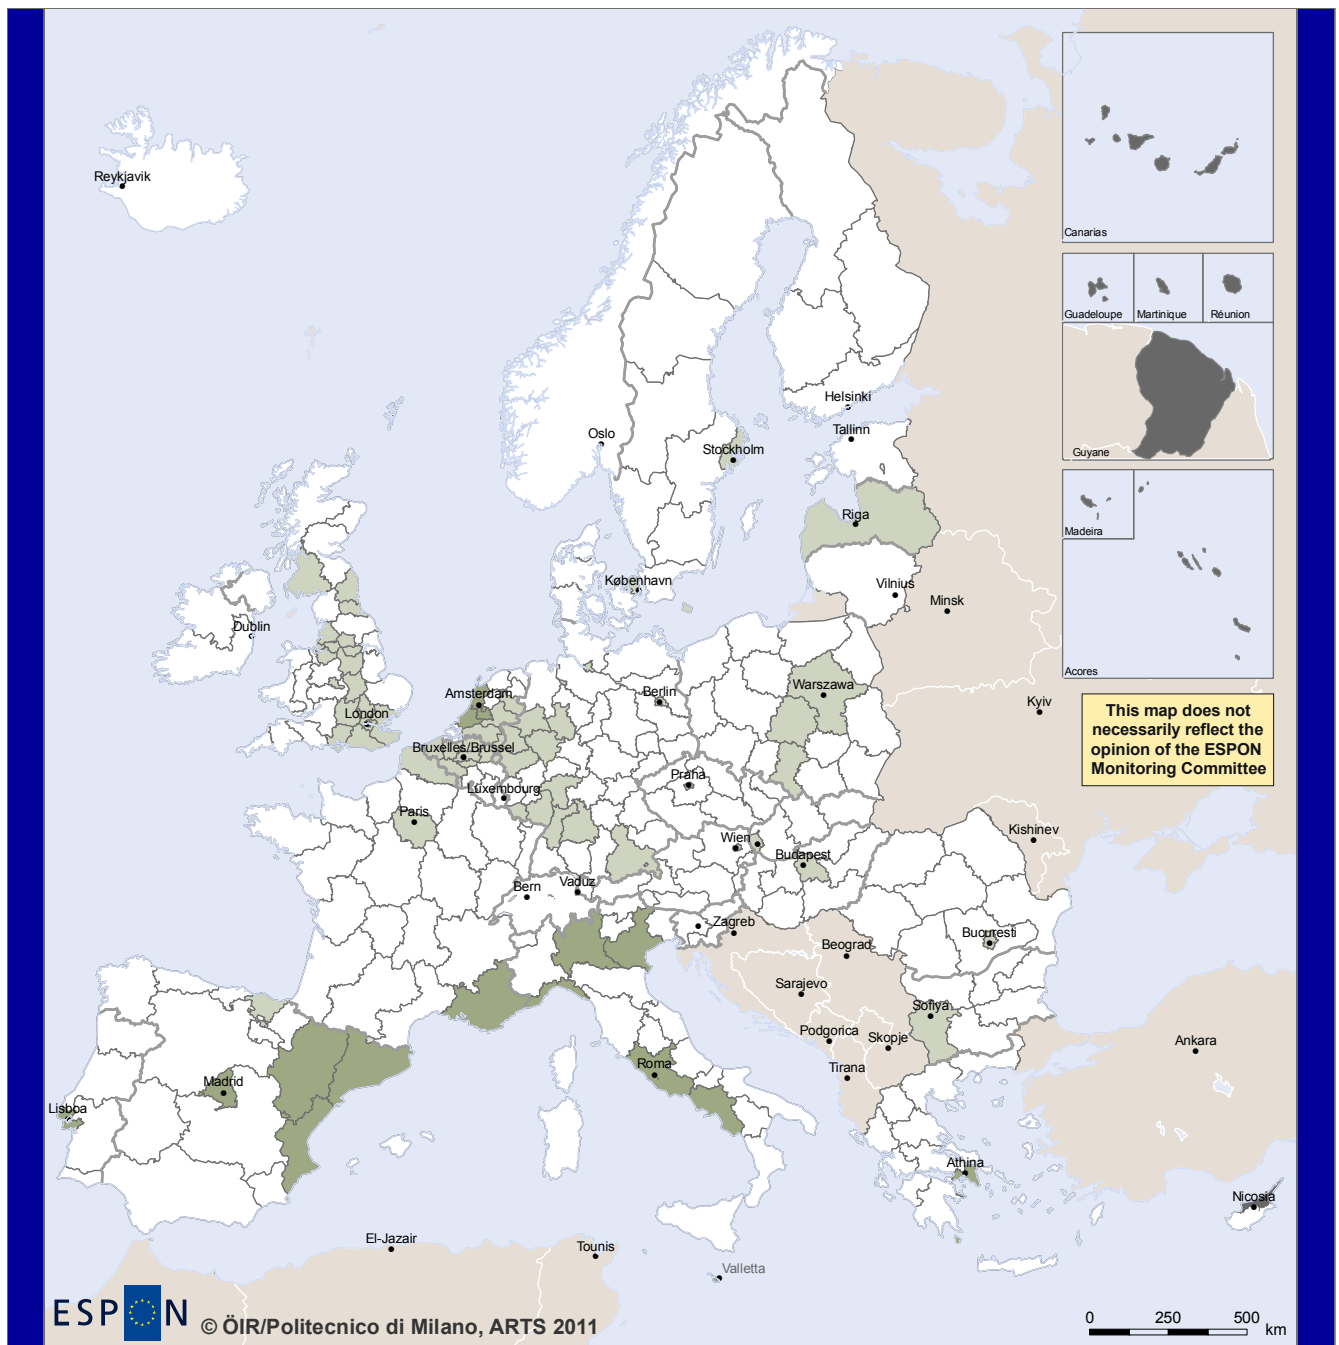 Reykjavik
Canarias
Guadeloupe
Martinique
Réunion
Helsinki
Oslo
Tallinn
Stockholm
Guyane
Riga
Madeira
København
Vilnius
Minsk
Dublin
Acores
Amsterdam
Berlin
Warszawa
Kyiv
London
This map does not
necessarily reflect the
opinion of the ESPON
Monitoring Committee
Bruxelles/Brussel
Praha
Luxembourg
Paris
Kishinev
Wien
Budapest
Bern
Vaduz
Zagreb
Bucuresti
Beograd
Sarajevo
Sofiya
Podgorica
Skopje
Ankara
Roma
Tirana
Madrid
Lisboa
Athina
Nicosia
El-Jazair
Tounis
Valletta
ESPON
© ÖIR/Politecnico di Milano, ARTS 2011
0 250 500
km